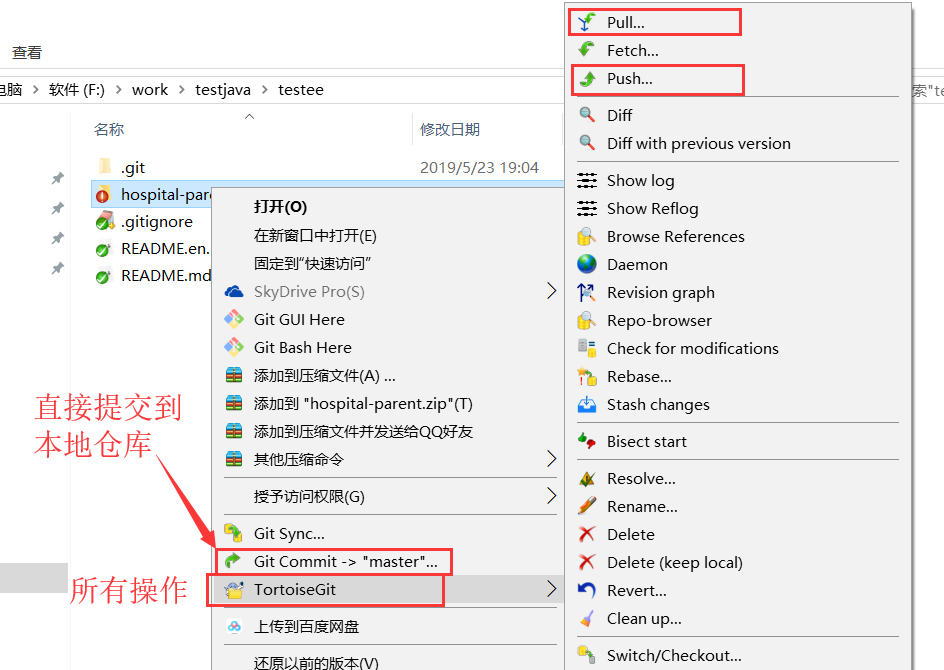 查看
电脑 > 软件 (F:) > work > testjava > testee
索"te
名称
修改日期
.git
2019/5/23 19:04
hospital-pare
.gitignore
README.en.
README.md
打开(O)
在新窗口中打开(E)
固定到“快速访问”
SkyDrive Pro(S)
Git GUI Here
Git Bash Here
添加到压缩文件(A) ...
添加到 "hospital-parent.zip"(T)
添加到压缩文件并发送给QQ好友
其他压缩命令
授予访问权限(G)
Git Sync...
Git Commit -> "master"...
TortoiseGit
上传到百度网盘
还原以前的版本(V)
直接提交到
本地仓库
所有操作
Pull...
Fetch...
Push...
Diff
Diff with previous version
Show log
Show Reflog
Browse References
Daemon
Revision graph
Repo-browser
Check for modifications
Rebase...
Stash changes
Bisect start
Resolve...
Rename...
Delete
Delete (keep local)
Revert...
Clean up...
Switch/Checkout...